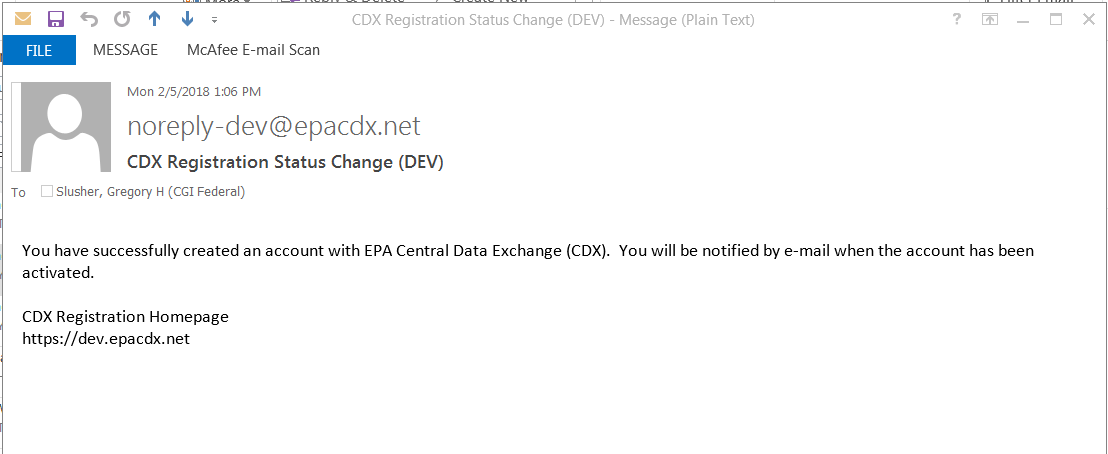 CDX Registration Status Change (DEV) - Message (Plain Text)
FILE MESSAGE McAfee E-mail Scan
Mon 2/5/2018 1:06 PM
noreply-dev@epacdx.net
CDX Registration Status Change (DEV)
To Slusher, Gregory H (CGI Federal)
You have successfully created an account with EPA Central Data Exchange (CDX).  You will be notified by e-mail when the account has been
activated.
CDX Registration Homepage
https://dev.epacdx.net